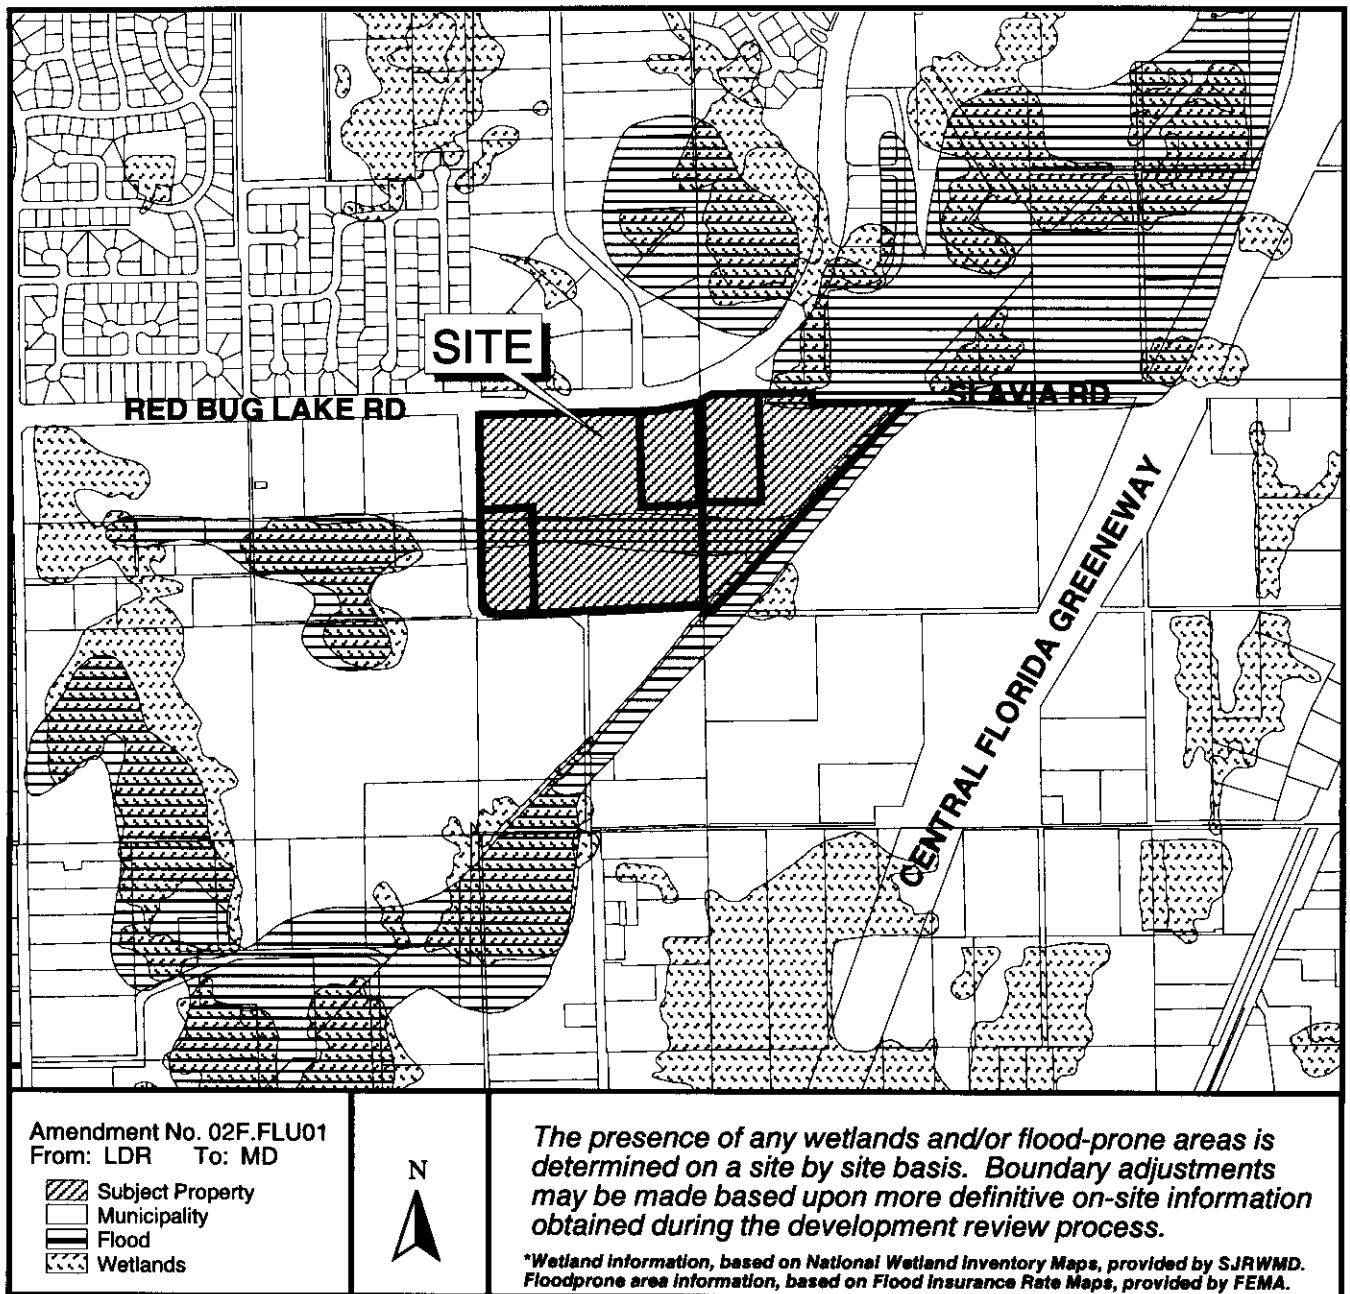 SITE
RED BUG LAKE RD
SLAVIA RD
CENTRAL FLORIDA GREENEWAY
Amendment No. 02F.FLU01
From: LDR To: MD
Subject Property
Municipality
Flood
Wetlands
N
The presence of any wetlands and/or flood-prone areas is
determined on a site by site basis. Boundary adjustments
may be made based upon more definitive on-site information
obtained during the development review process.
*Wetland information, based on National Wetland Inventory Maps, provided by SJRWMD.
Floodprone area information, based on Flood Insurance Rate Maps, provided by FEMA.